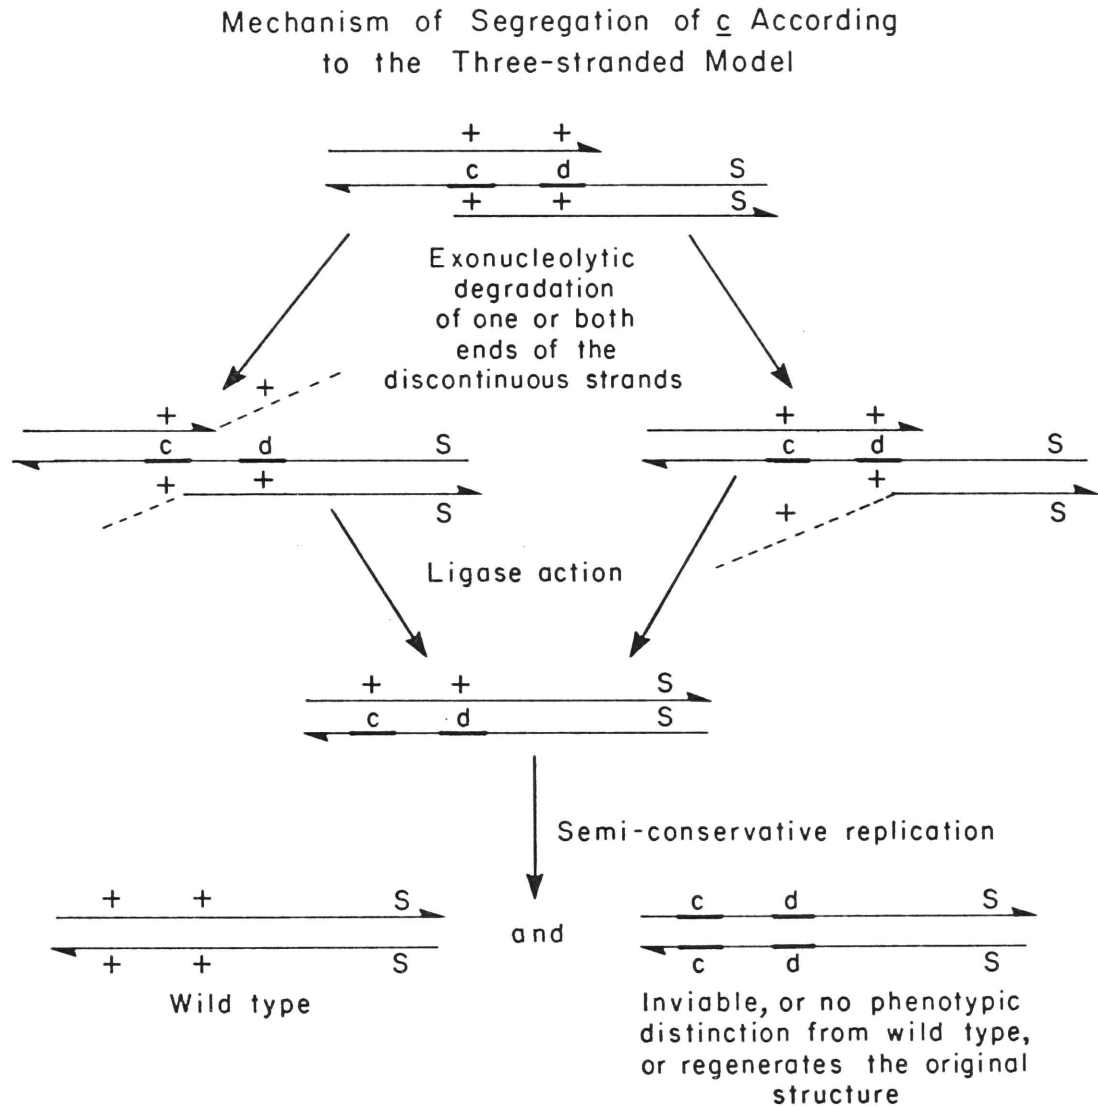 Mechanism of Segregation of c According
to the Three-stranded Model
+ +
c d S
+ + S
Exonucleolytic
degradation
of one or both
ends of the
discontinuous strands
+ +
c d S
+ + S
+ +
c d S
+
+ S
Ligase action
+ + S
c d S
Semi-conservative replication
+ + S
+ + S
Wild type
and
c d S
c d S
Inviable, or no phenotypic
distinction from wild type,
or regenerates the original
structure